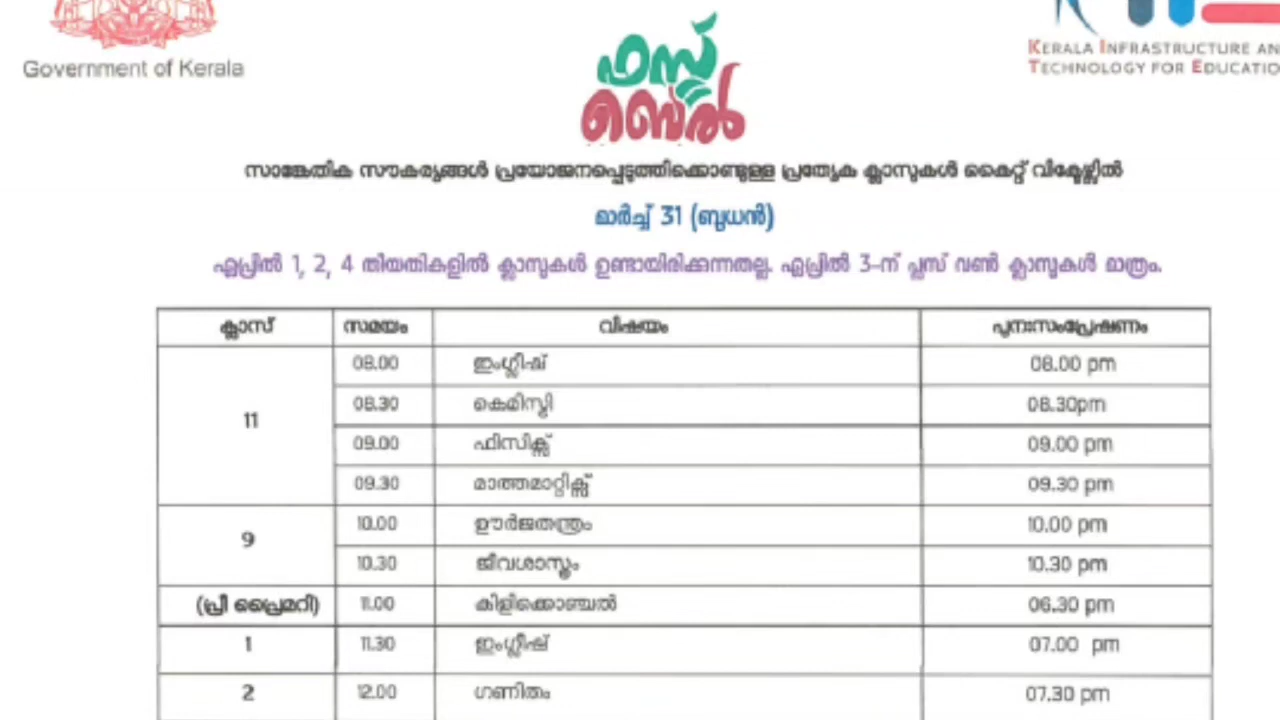 Government of Kerala
ഫസ്റ്റ്
ബെൽ
KERALA INFRASTRUCTURE AN
TECHNOLOGY FOR EDUCATIO
സാങ്കേതിക സൗകര്യങ്ങൾ പ്രയോജനപ്പെടുത്തിക്കൊണ്ടുള്ള പ്രത്യേക ക്ലാസുകൾ കൈറ്റ് വിക്ടേഴ്സിൽ
മാർച്ച് 31 (ബുധൻ)
ഏപ്രിൽ 1, 2, 4 തിയതികളിൽ ക്ലാസുകൾ ഉണ്ടായിരിക്കുന്നതല്ല. ഏപ്രിൽ 3-ന് പ്ലസ് വൺ ക്ലാസുകൾ മാത്രം.
ക്ലാസ് സമയം വിഷയം പുനഃസംപ്രേഷണം
11 08.00 ഇംഗ്ലീഷ് 08.00 pm
08.30 കെമിസ്ട്രി 08.30pm
09.00 ഫിസിക്സ് 09.00 pm
09.30 മാത്തമാറ്റിക്സ് 09.30 pm
9 10.00 ഊർജതന്ത്രം 10.00 pm
10.30 ജീവശാസ്ത്രം 10.30 pm
(പ്രീ പ്രൈമറി) 11.00 കിളിക്കൊഞ്ചൽ 06.30 pm
1 11.30 ഇംഗ്ലീഷ് 07.00 pm
2 12.00 ഗണിതം 07.30 pm